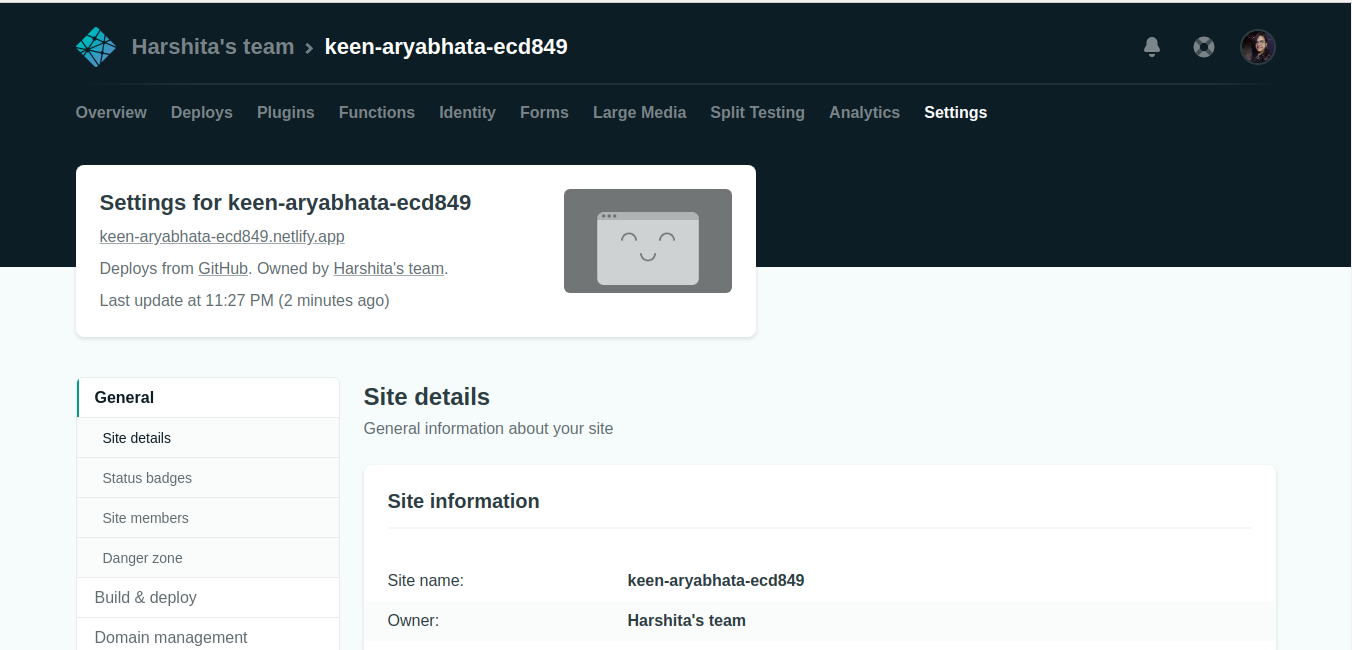 Harshita's team > keen-aryabhata-ecd849
Overview Deploys Plugins Functions Identity Forms Large Media Split Testing Analytics Settings
Settings for keen-aryabhata-ecd849
keen-aryabhata-ecd849.netlify.app
Deploys from GitHub. Owned by Harshita's team.
Last update at 11:27 PM (2 minutes ago)
General
Site details
Status badges
Site members
Danger zone
Build & deploy
Domain management
Site details
General information about your site
Site information
Site name: keen-aryabhata-ecd849
Owner: Harshita's team